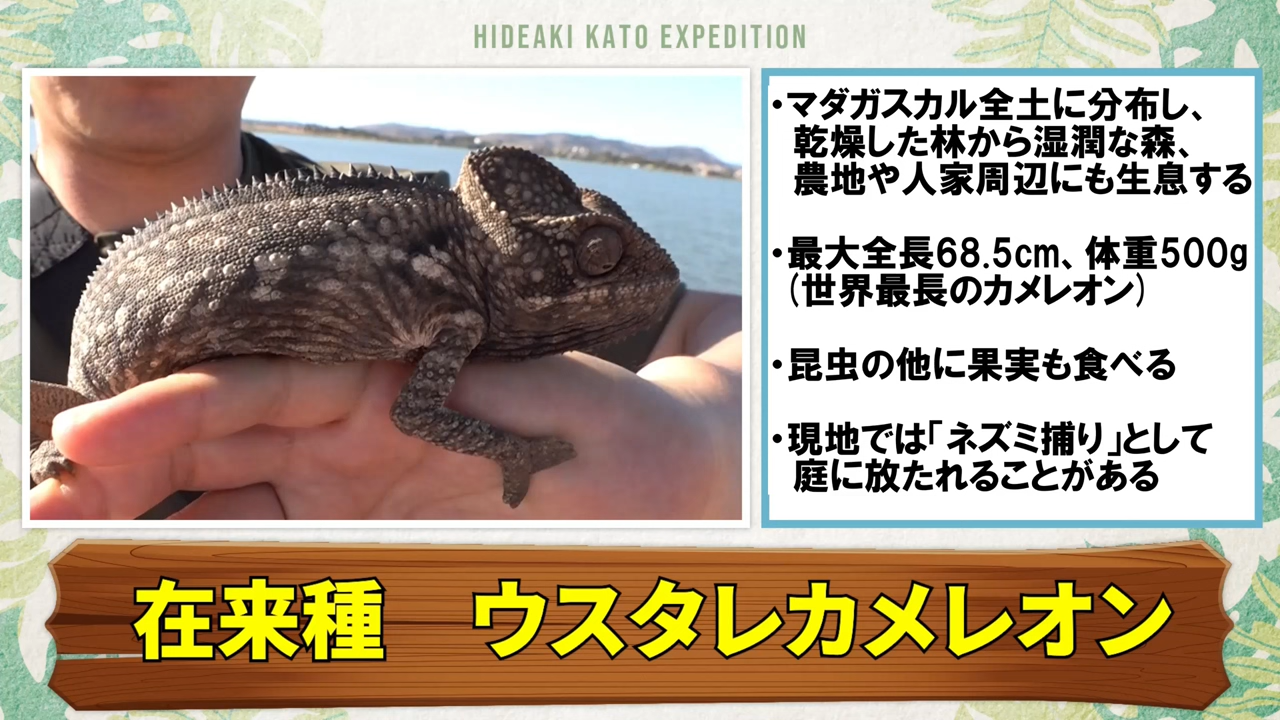 HIDEAKI KATO EXPEDITION
・マダガスカル全土に分布し、
乾燥した林から湿潤な森、
農地や人家周辺にも生息する
・最大全長68.5cm、体重500g
(世界最長のカメレオン)
・昆虫の他に果実も食べる
・現地では「ネズミ捕り」として
庭に放たれることがある
在来種　ウスタレカメレオン